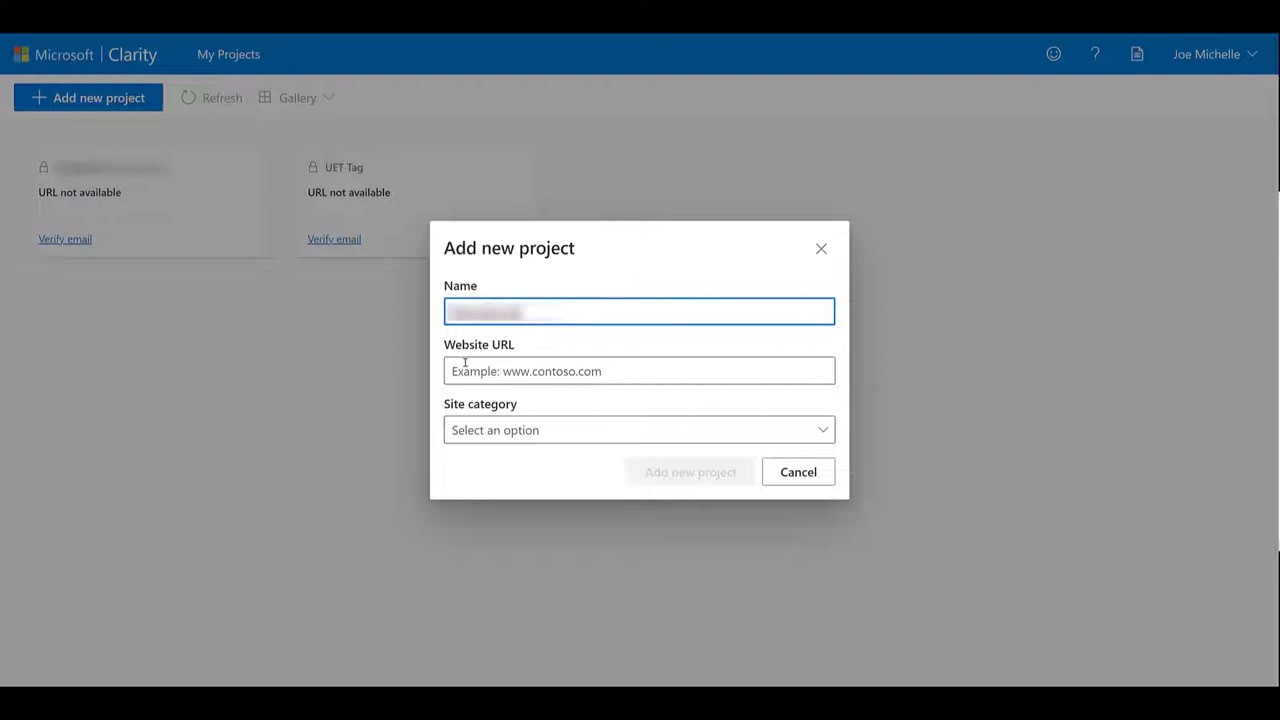 Microsoft | Clarity My Projects ? Joe Michelle
Add new project Refresh Gallery
UET Tag
URL not available URL not available
Verify email Verify email
Add new project
Name
Website URL
Example: www.contoso.com
Site category
Select an option
Add new project Cancel